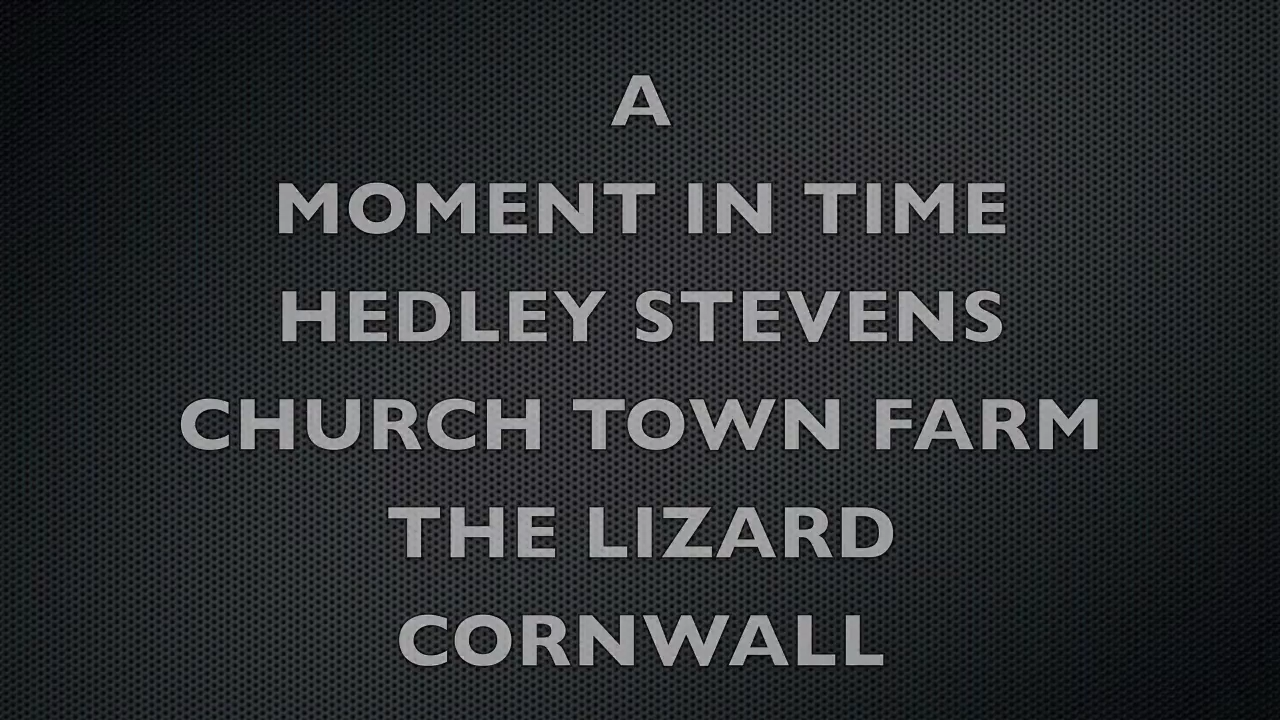 A
MOMENT IN TIME
HEDLEY STEVENS
CHURCH TOWN FARM
THE LIZARD
CORNWALL